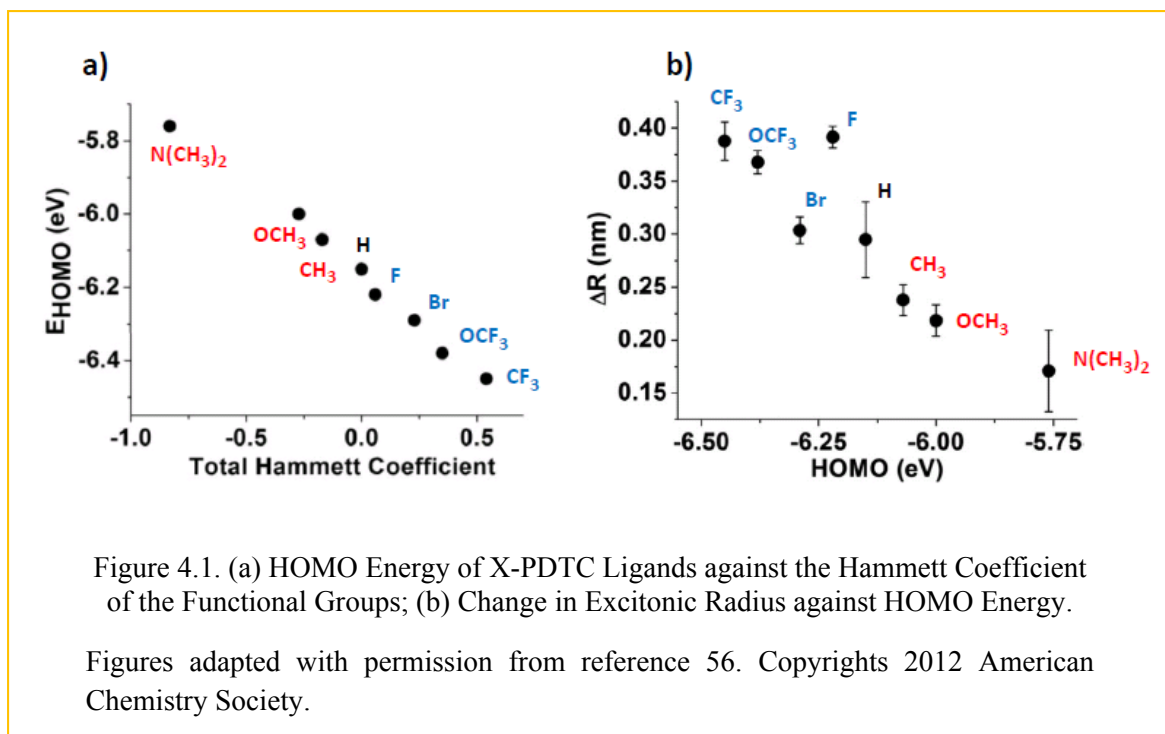 a)
E_HOMO (eV)
-5.8
-6.0
-6.2
-6.4
N(CH₃)₂
OCH₃
CH₃
H
F
Br
OCF₃
CF₃
-1.0 -0.5 0.0 0.5
Total Hammett Coefficient
b)
ΔR (nm)
0.40
0.35
0.30
0.25
0.20
0.15
CF₃
OCF₃
F
Br
H
CH₃
OCH₃
N(CH₃)₂
-6.50 -6.25 -6.00 -5.75
HOMO (eV)
Figure 4.1. (a) HOMO Energy of X-PDTC Ligands against the Hammett Coefficient
of the Functional Groups; (b) Change in Excitonic Radius against HOMO Energy.
Figures adapted with permission from reference 56. Copyrights 2012 American
Chemistry Society.